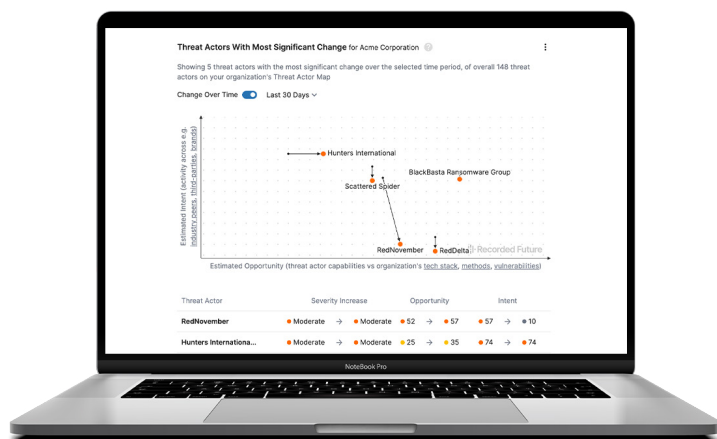 Threat Actors With Most Significant Change for Acme Corporation ?
Showing 5 threat actors with the most significant change over the selected time period, of overall 148 threat
actors on your organization's Threat Actor Map
Change Over Time Last 30 Days
Estimated Intent (activity across e.g.
industry peers, third-parties, brands)
Hunters International
BlackBasta Ransomware Group
Scattered Spider
RedNovember
RedDelta
Recorded Future
Estimated Opportunity (threat actor capabilities vs organization's tech stack, methods, vulnerabilities)
Threat Actor Severity Increase Opportunity Intent
RedNovember Moderate → Moderate 52 → 57 57 → 10
Hunters Internationa... Moderate → Moderate 25 → 35 74 → 74
NoteBook Pro